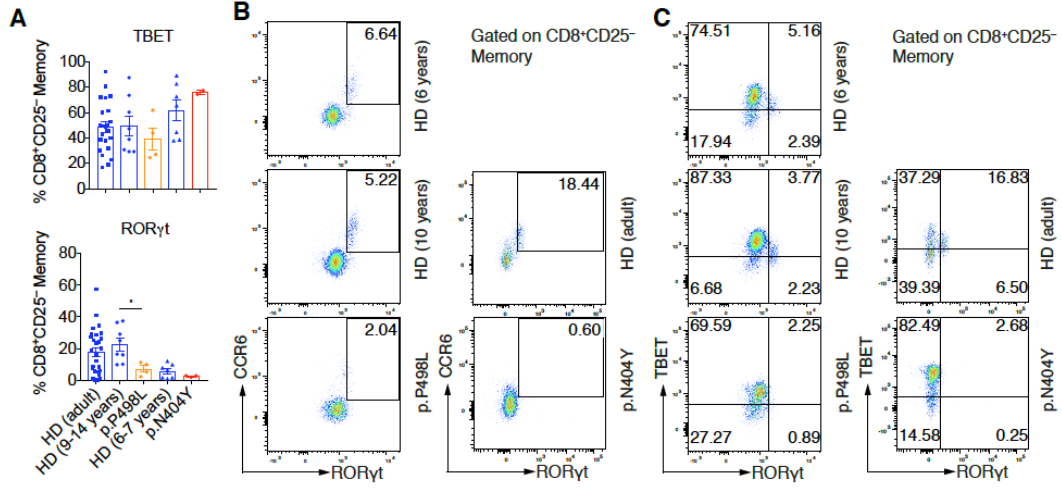 A
TBET
% CD8+CD25− Memory
100
80
60
40
20
0
RORγt
% CD8+CD25− Memory
80
60
40
20
0
*
HD (adult)
HD (9-14 years)
p.P498L
HD (6-7 years)
p.N404Y
B
Gated on CD8+CD25−
Memory
6.64
HD (6 years)
5.22
HD (10 years)
18.44
HD (adult)
2.04
p.P498L
0.60
p.N404Y
CCR6
RORγt
CCR6
RORγt
C
Gated on CD8+CD25−
Memory
74.51 5.16
17.94 2.39
HD (6 years)
87.33 3.77
6.68 2.23
HD (10 years)
37.29 16.83
39.39 6.50
HD (adult)
69.59 2.25
27.27 0.89
p.P498L
82.49 2.68
14.58 0.25
p.N404Y
TBET
RORγt
TBET
RORγt